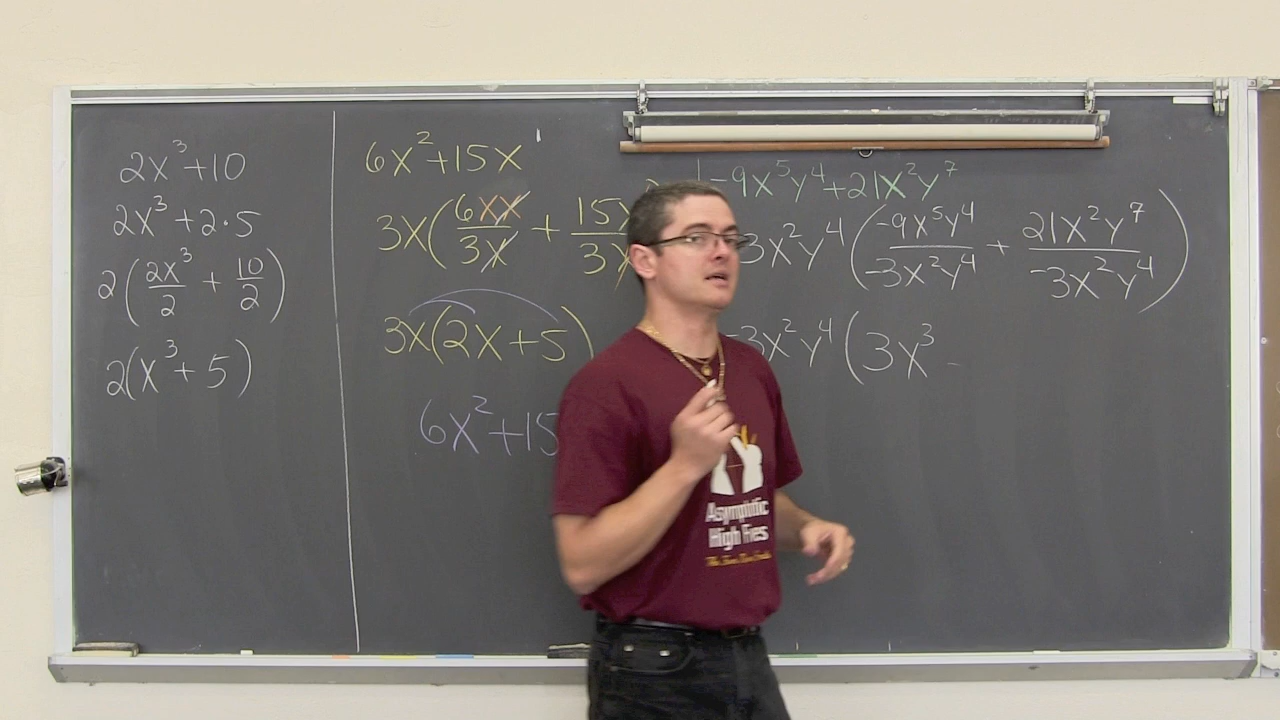 2x³+10
2x³+2·5
2(2x³/2 + 10/2)
2(x³+5)
6x²+15x
3x(6xx/3x + 15x/3x
3x(2x+5)
6x²+15
-9x⁵y⁴+21x²y⁷
3x²y⁴(-9x⁵y⁴/-3x²y⁴ + 21x²y⁷/-3x²y⁴)
-3x²y⁴(3x³ -
Asymptotic
High Fives